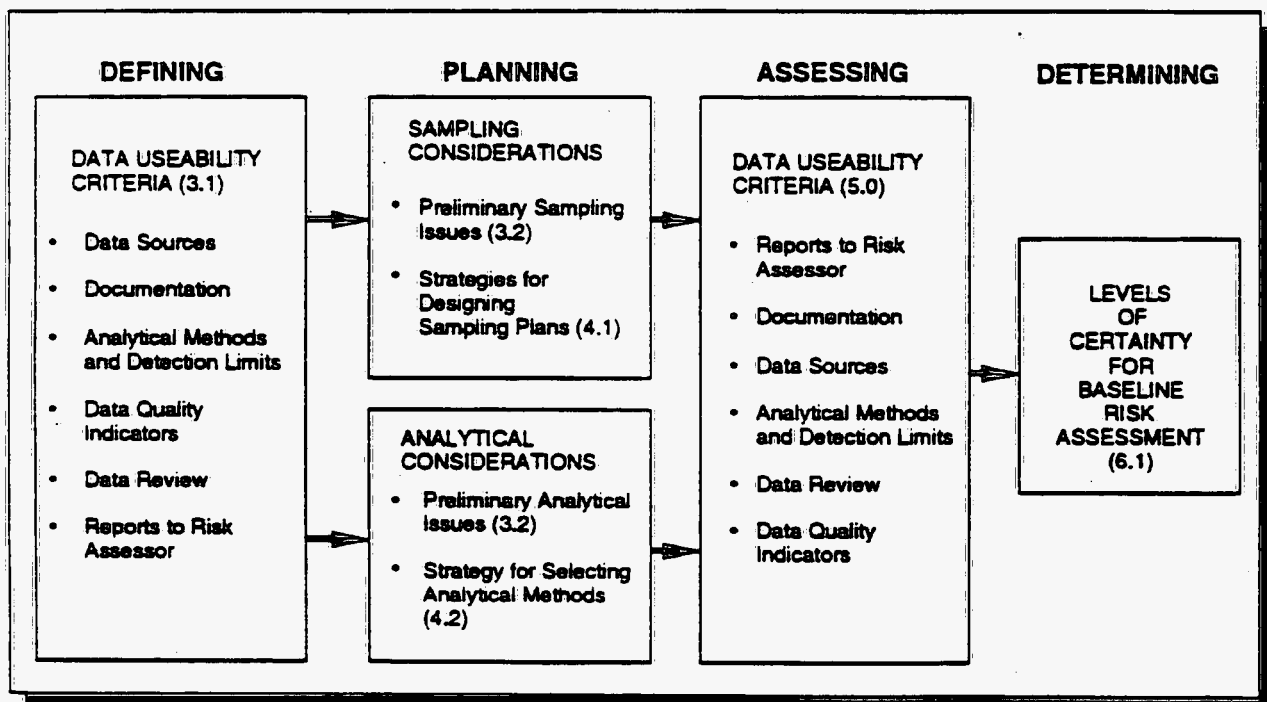 DEFINING
DATA USEABILITY
CRITERIA (3.1)
• Data Sources
• Documentation
• Analytical Methods
and Detection Limits
• Data Quality
Indicators
• Data Review
• Reports to Risk
Assessor
PLANNING
SAMPLING
CONSIDERATIONS
• Preliminary Sampling
Issues (3.2)
• Strategies for
Designing
Sampling Plans (4.1)
ANALYTICAL
CONSIDERATIONS
• Preliminary Analytical
Issues (3.2)
• Strategy for Selecting
Analytical Methods
(4.2)
ASSESSING
DATA USEABILITY
CRITERIA (5.0)
• Reports to Risk
Assessor
• Documentation
• Data Sources
• Analytical Methods
and Detection Limits
• Data Review
• Data Quality
Indicators
DETERMINING
LEVELS
OF
CERTAINTY
FOR
BASELINE
RISK
ASSESSMENT
(6.1)